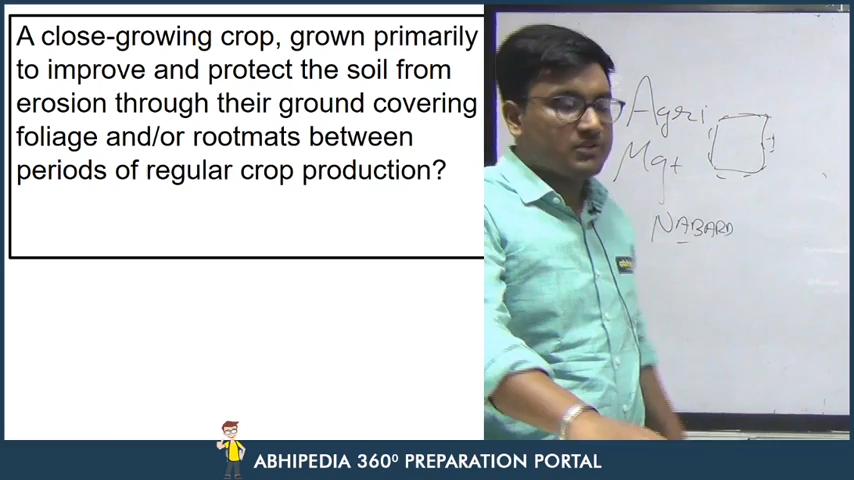 A close-growing crop, grown primarily
to improve and protect the soil from
erosion through their ground covering
foliage and/or rootmats between
periods of regular crop production?
Agri
Mgt
NABARD
ABHIPEDIA 360⁰ PREPARATION PORTAL